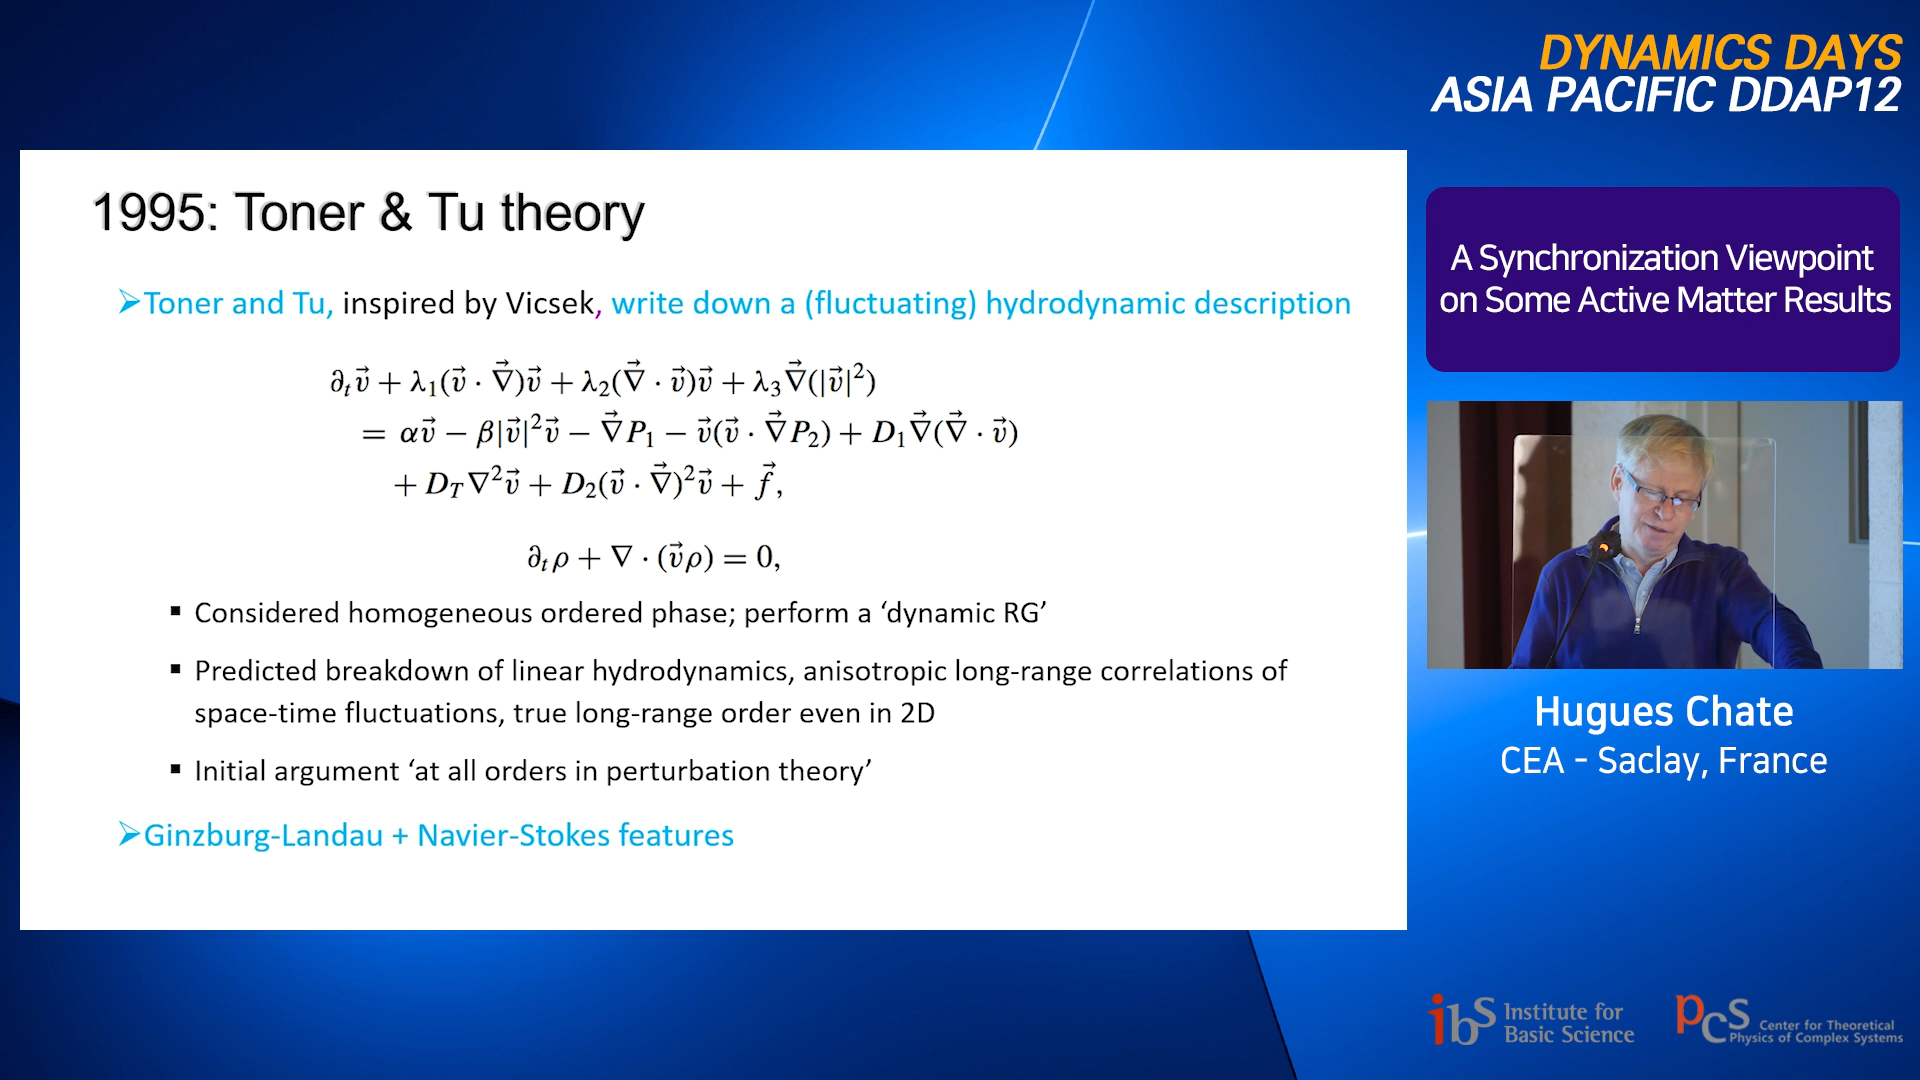 DYNAMICS DAYS
ASIA PACIFIC DDAP12
1995: Toner & Tu theory
➢Toner and Tu, inspired by Vicsek, write down a (fluctuating) hydrodynamic description
∂ₜv⃗ + λ₁(v⃗ · ∇⃗)v⃗ + λ₂(∇⃗ · v⃗)v⃗ + λ₃∇⃗(|v⃗|²)
= αv⃗ − β|v⃗|²v⃗ − ∇⃗P₁ − v⃗(v⃗ · ∇⃗P₂) + D₁∇⃗(∇⃗ · v⃗)
+ D_T∇²v⃗ + D₂(v⃗ · ∇⃗)²v⃗ + f⃗,
∂ₜρ + ∇ · (v⃗ρ) = 0,
▪ Considered homogeneous ordered phase; perform a ‘dynamic RG’
▪ Predicted breakdown of linear hydrodynamics, anisotropic long-range correlations of
space-time fluctuations, true long-range order even in 2D
▪ Initial argument ‘at all orders in perturbation theory’
➢Ginzburg-Landau + Navier-Stokes features
A Synchronization Viewpoint
on Some Active Matter Results
Hugues Chate
CEA - Saclay, France
ibS Institute for
Basic Science
PCS Center for Theoretical
Physics of Complex Systems